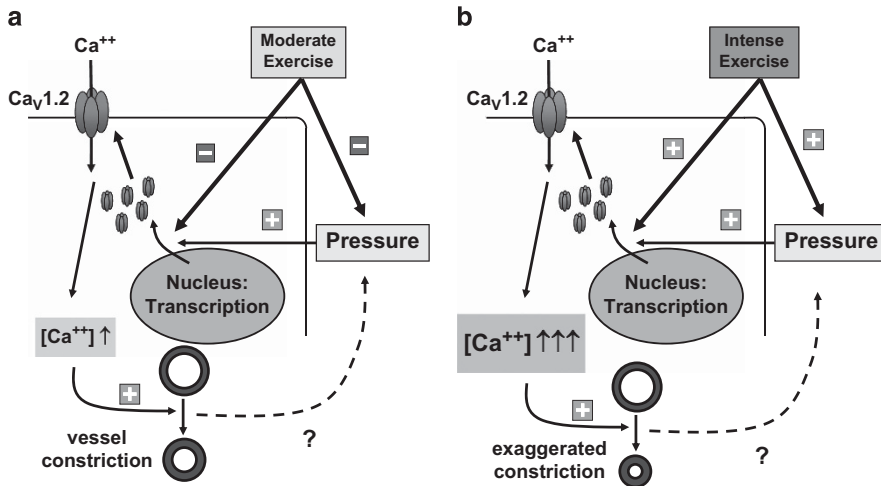 a
Ca++
Moderate
Exercise
CaV1.2
−
−
+
Pressure
Nucleus:
Transcription
[Ca++] ↑
+
vessel
constriction
?
b
Ca++
Intense
Exercise
CaV1.2
+
+
+
Pressure
Nucleus:
Transcription
[Ca++] ↑↑↑
+
exaggerated
constriction
?